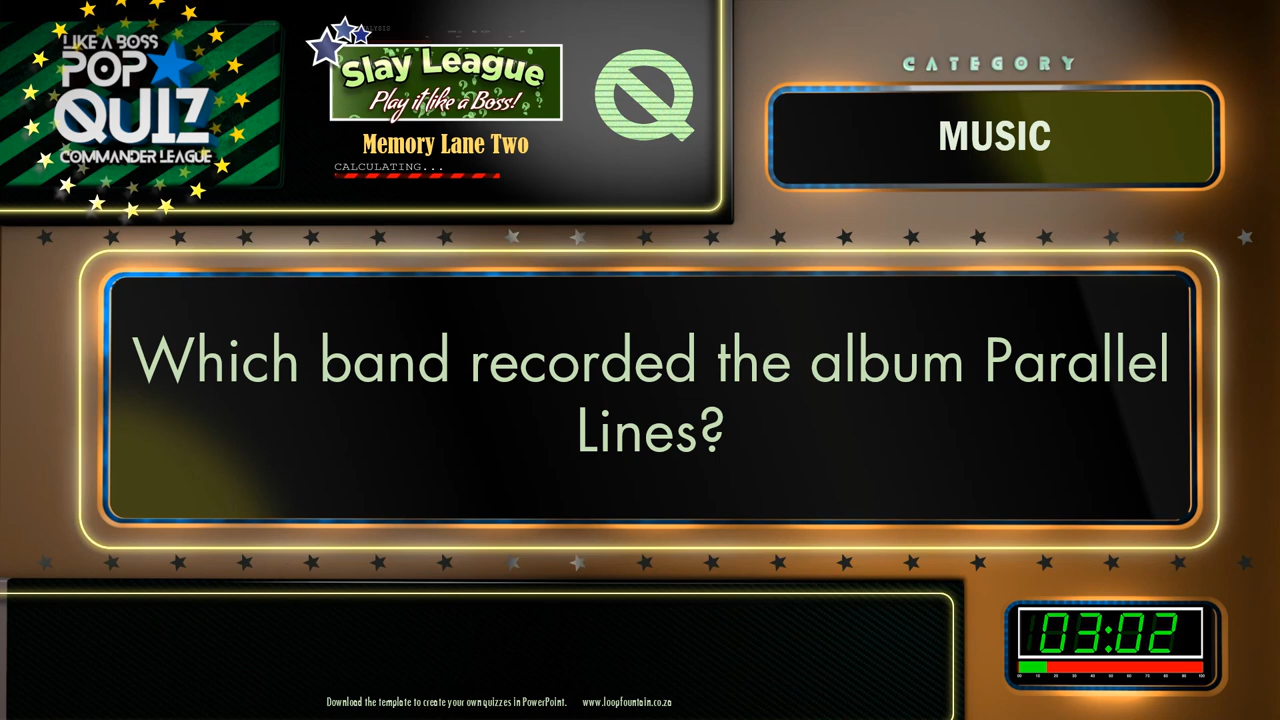 LIKE A BOSS
POP
QUIZ
COMMANDER LEAGUE
Slay League
Play it like a Boss!
Memory Lane Two
CALCULATING...
Q
CATEGORY
MUSIC
Which band recorded the album Parallel
Lines?
03:02
Download the template to create your own quizzes in PowerPoint. www.loopfountain.co.za